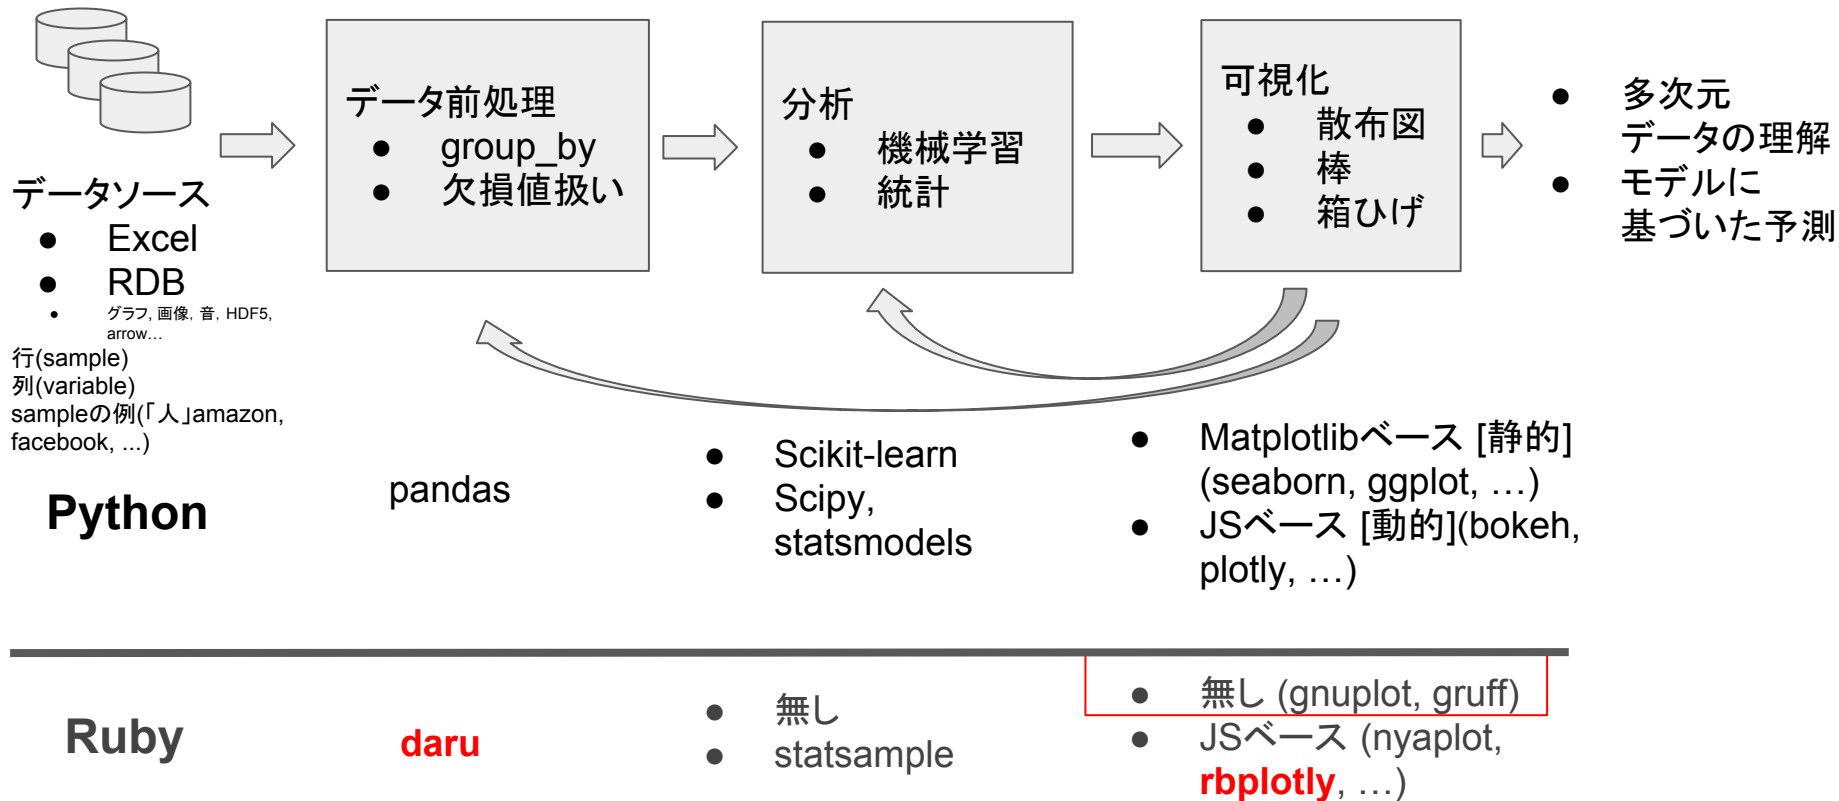 データソース
● Excel
● RDB
● グラフ, 画像, 音, HDF5,
arrow…
行(sample)
列(variable)
sampleの例(「人」amazon,
facebook, ...)
データ前処理
● group_by
● 欠損値扱い
分析
● 機械学習
● 統計
可視化
● 散布図
● 棒
● 箱ひげ
● 多次元
データの理解
● モデルに
基づいた予測
Python
pandas
● Scikit-learn
● Scipy,
statsmodels
● Matplotlibベース [静的]
(seaborn, ggplot, …)
● JSベース [動的](bokeh,
plotly, …)
Ruby
daru
● 無し
● statsample
● 無し (gnuplot, gruff)
● JSベース (nyaplot,
rbplotly, …)